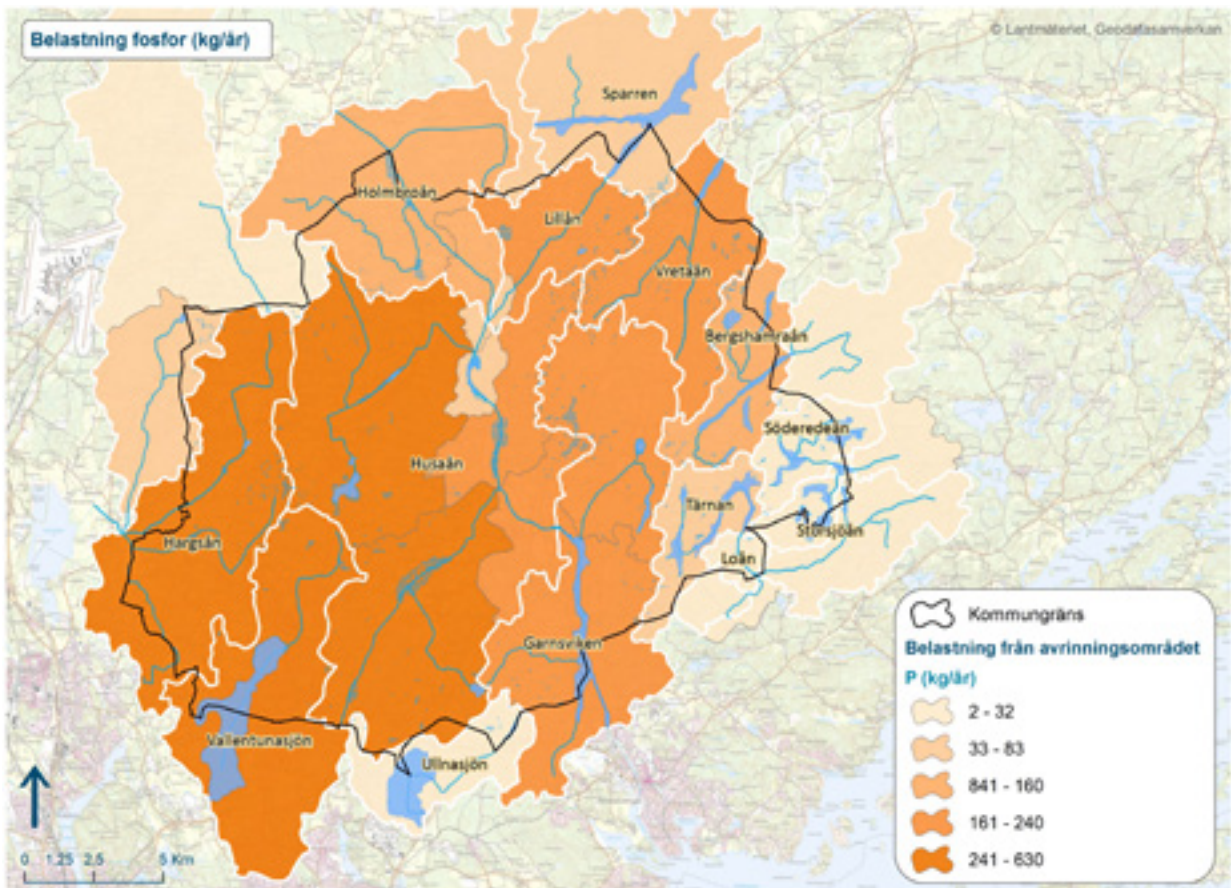 Belastning fosfor (kg/år)
© Lantmäteriet, Geodatasamverkan
Sparren
Holmbroån
Lillån
Vretaån
Bergshamraån
Söderedeån
Husaån
Tärnan
Storsjöån
Hargsån
Loån
Garnsviken
Vallentunasjön
Ullnasjön
Kommungräns
Belastning från avrinningsområdet
P (kg/år)
2 - 32
33 - 83
841 - 160
161 - 240
241 - 630
0 1,25 2,5 5 Km